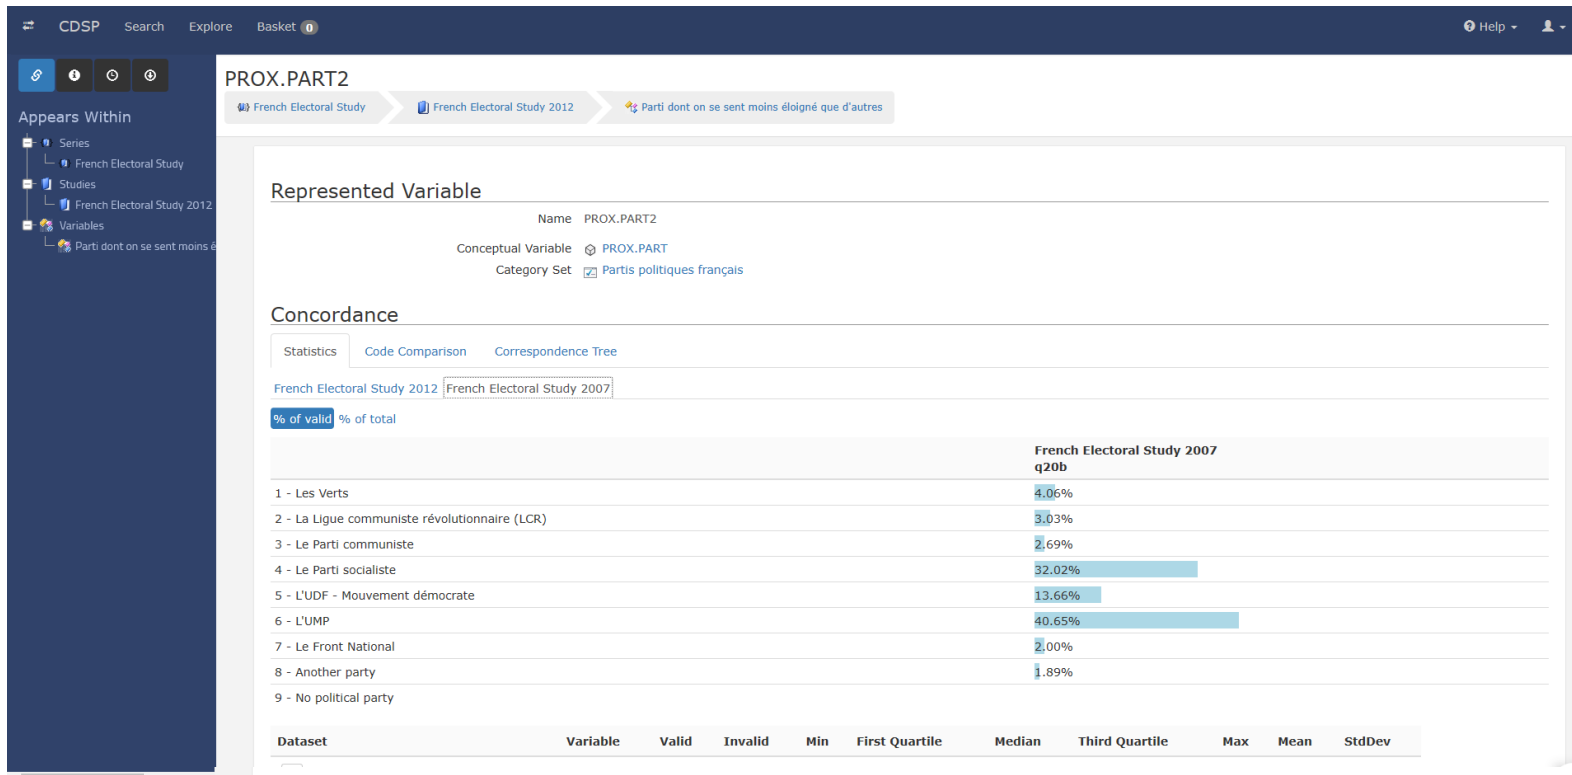 CDSP Search Explore Basket 0 Help
PROX.PART2
French Electoral Study French Electoral Study 2012 Parti dont on se sent moins éloigné que d'autres
Appears Within
Series
French Electoral Study
Studies
French Electoral Study 2012
Variables
Parti dont on se sent moins é
Represented Variable
Name PROX.PART2
Conceptual Variable PROX.PART
Category Set Partis politiques français
Concordance
Statistics Code Comparison Correspondence Tree
French Electoral Study 2012 French Electoral Study 2007
% of valid % of total
French Electoral Study 2007
q20b
1 - Les Verts 4.06%
2 - La Ligue communiste révolutionnaire (LCR) 3.03%
3 - Le Parti communiste 2.69%
4 - Le Parti socialiste 32.02%
5 - L'UDF - Mouvement démocrate 13.66%
6 - L'UMP 40.65%
7 - Le Front National 2.00%
8 - Another party 1.89%
9 - No political party
Dataset Variable Valid Invalid Min First Quartile Median Third Quartile Max Mean StdDev